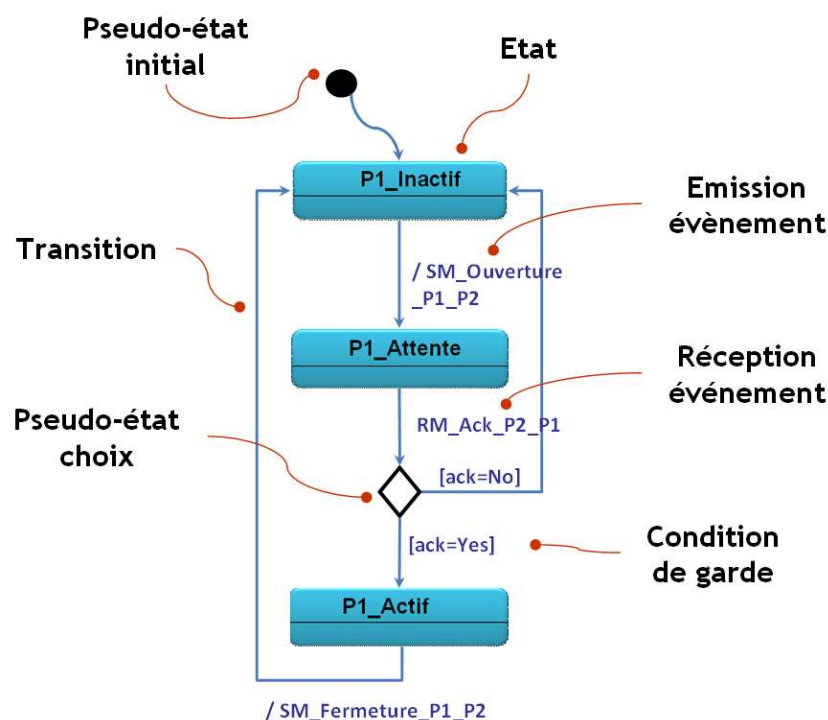 Pseudo-état
initial
Etat
P1_Inactif
Emission
évènement
Transition
/ SM_Ouverture
_P1_P2
P1_Attente
Réception
événement
RM_Ack_P2_P1
Pseudo-état
choix
[ack=No]
[ack=Yes]
Condition
de garde
P1_Actif
/ SM_Fermeture_P1_P2